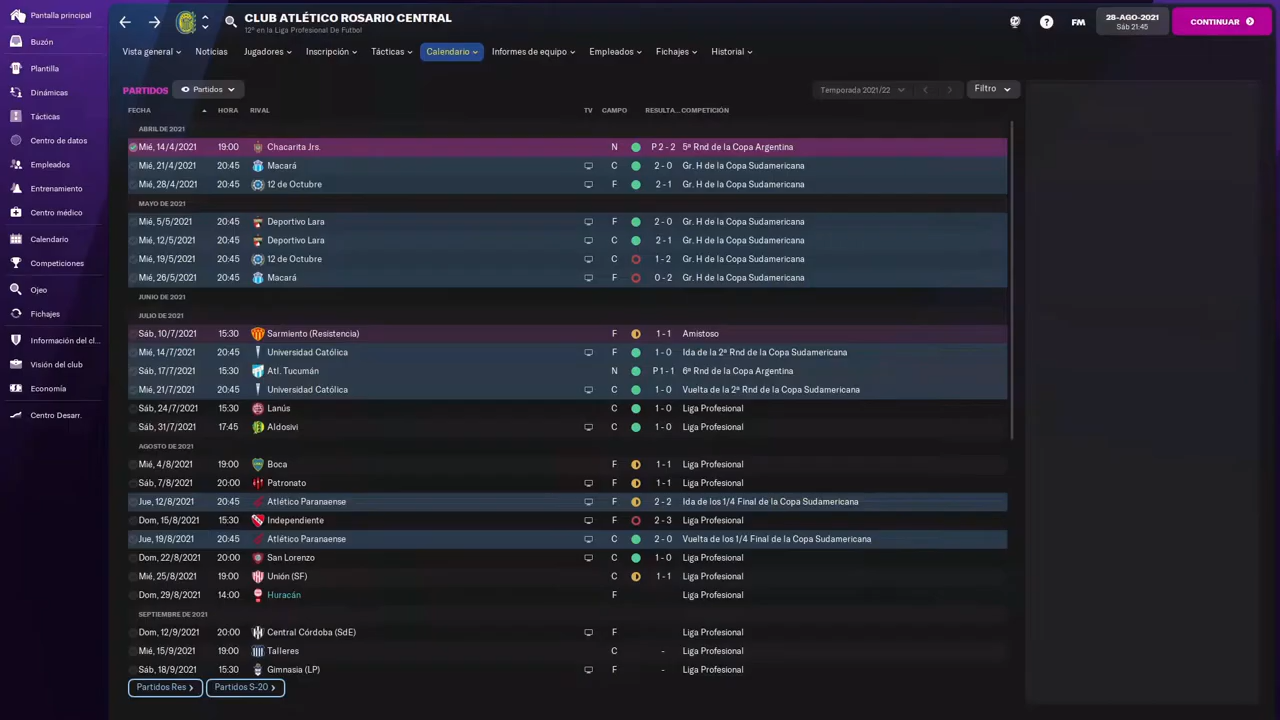 Pantalla principal
Buzón
Plantilla
Dinámicas
Tácticas
Centro de datos
Empleados
Entrenamiento
Centro médico
Calendario
Competiciones
Ojeo
Fichajes
Información del cl...
Visión del club
Economía
Centro Desarr.
CLUB ATLÉTICO ROSARIO CENTRAL
12º en la Liga Profesional De Futbol
FM
28-AGO-2021
Sáb 21:45
CONTINUAR
Vista general Noticias Jugadores Inscripción Tácticas Calendario Informes de equipo Empleados Fichajes Historial
PARTIDOS Partidos Temporada 2021/22 Filtro
FECHA HORA RIVAL TV CAMPO RESULTA... COMPETICIÓN
ABRIL DE 2021
Mié, 14/4/2021 19:00 Chacarita Jrs. N P 2 - 2 5ª Rnd de la Copa Argentina
Mié, 21/4/2021 20:45 Macará C 2 - 0 Gr. H de la Copa Sudamericana
Mié, 28/4/2021 20:45 12 de Octubre F 2 - 1 Gr. H de la Copa Sudamericana
MAYO DE 2021
Mié, 5/5/2021 20:45 Deportivo Lara F 2 - 0 Gr. H de la Copa Sudamericana
Mié, 12/5/2021 20:45 Deportivo Lara C 2 - 1 Gr. H de la Copa Sudamericana
Mié, 19/5/2021 20:45 12 de Octubre C 1 - 2 Gr. H de la Copa Sudamericana
Mié, 26/5/2021 20:45 Macará F 0 - 2 Gr. H de la Copa Sudamericana
JUNIO DE 2021
JULIO DE 2021
Sáb, 10/7/2021 15:30 Sarmiento (Resistencia) F 1 - 1 Amistoso
Mié, 14/7/2021 20:45 Universidad Católica F 1 - 0 Ida de la 2ª Rnd de la Copa Sudamericana
Sáb, 17/7/2021 15:30 Atl. Tucumán N P 1 - 1 6ª Rnd de la Copa Argentina
Mié, 21/7/2021 20:45 Universidad Católica C 1 - 0 Vuelta de la 2ª Rnd de la Copa Sudamericana
Sáb, 24/7/2021 15:30 Lanús C 1 - 0 Liga Profesional
Sáb, 31/7/2021 17:45 Aldosivi C 1 - 0 Liga Profesional
AGOSTO DE 2021
Mié, 4/8/2021 19:00 Boca F 1 - 1 Liga Profesional
Sáb, 7/8/2021 20:00 Patronato F 1 - 1 Liga Profesional
Jue, 12/8/2021 20:45 Atlético Paranaense F 2 - 2 Ida de los 1/4 Final de la Copa Sudamericana
Dom, 15/8/2021 15:30 Independiente F 2 - 3 Liga Profesional
Jue, 19/8/2021 20:45 Atlético Paranaense C 2 - 0 Vuelta de los 1/4 Final de la Copa Sudamericana
Dom, 22/8/2021 20:00 San Lorenzo C 1 - 0 Liga Profesional
Mié, 25/8/2021 19:00 Unión (SF) C 1 - 1 Liga Profesional
Dom, 29/8/2021 14:00 Huracán F Liga Profesional
SEPTIEMBRE DE 2021
Dom, 12/9/2021 20:00 Central Córdoba (SdE) F Liga Profesional
Mié, 15/9/2021 19:00 Talleres C - Liga Profesional
Sáb, 18/9/2021 15:30 Gimnasia (LP) F - Liga Profesional
Partidos Res Partidos S-20